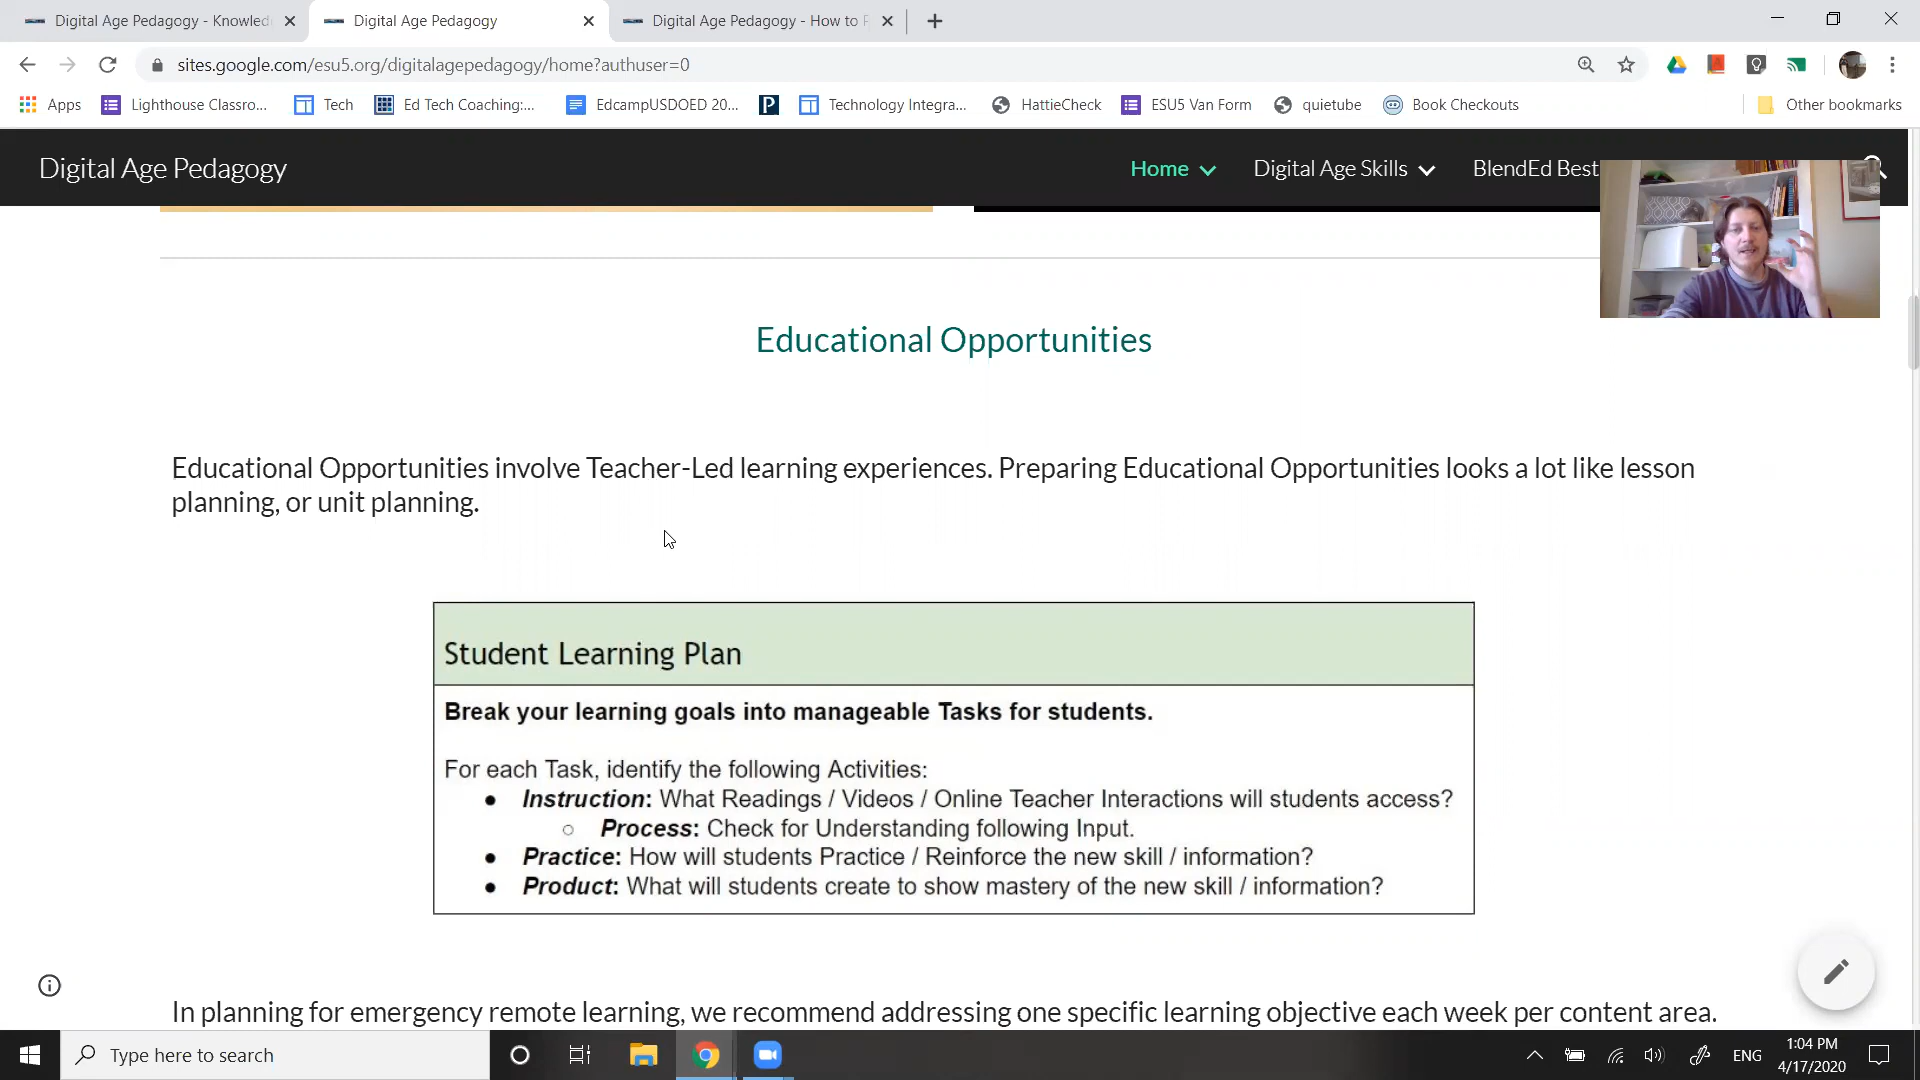 Digital Age Pedagogy - Knowled
Digital Age Pedagogy
Digital Age Pedagogy - How to
sites.google.com/esu5.org/digitalagepedagogy/home?authuser=0
Apps
Lighthouse Classro...
Tech
Ed Tech Coaching:...
EdcampUSDOED 20...
P
Technology Integra...
HattieCheck
ESU5 Van Form
quietube
Book Checkouts
Other bookmarks
Digital Age Pedagogy
Home
Digital Age Skills
BlendEd Best
Educational Opportunities
Educational Opportunities involve Teacher-Led learning experiences. Preparing Educational Opportunities looks a lot like lesson
planning, or unit planning.
Student Learning Plan
Break your learning goals into manageable Tasks for students.
For each Task, identify the following Activities:
Instruction: What Readings / Videos / Online Teacher Interactions will students access?
Process: Check for Understanding following Input.
Practice: How will students Practice / Reinforce the new skill / information?
Product: What will students create to show mastery of the new skill / information?
In planning for emergency remote learning, we recommend addressing one specific learning objective each week per content area.
Type here to search
ENG
1:04 PM
4/17/2020